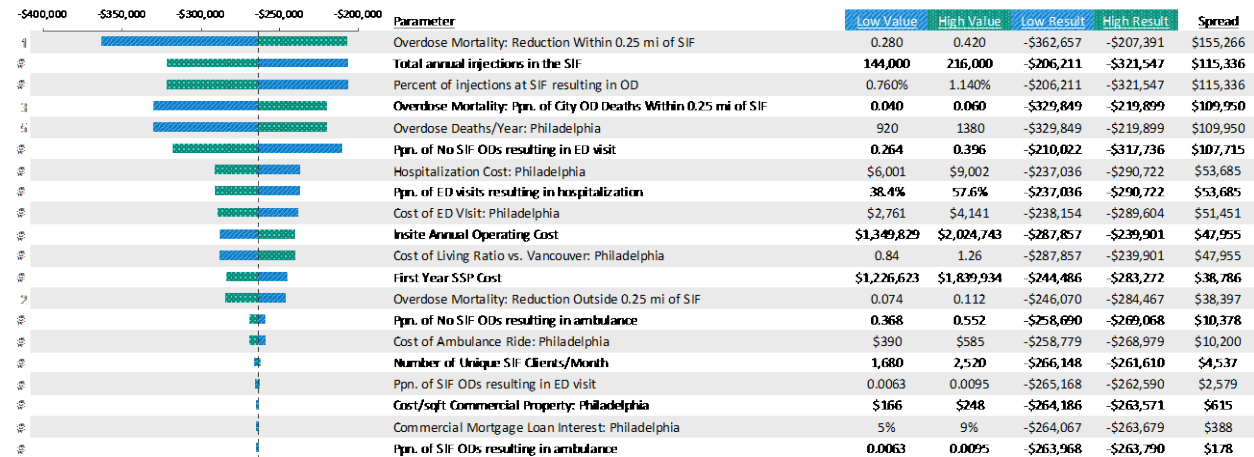 -$400,000 -$350,000 -$300,000 -$250,000 -$200,000
Parameter Low Value High Value Low Result High Result Spread
Overdose Mortality: Reduction Within 0.25 mi of SIF 0.280 0.420 -$362,657 -$207,391 $155,266
Total annual injections in the SIF 144,000 216,000 -$206,211 -$321,547 $115,336
Percent of injections at SIF resulting in OD 0.760% 1.140% -$206,211 -$321,547 $115,336
Overdose Mortality: Ppn. of City OD Deaths Within 0.25 mi of SIF 0.040 0.060 -$329,849 -$219,899 $109,950
Overdose Deaths/Year: Philadelphia 920 1380 -$329,849 -$219,899 $109,950
Ppn. of No SIF ODs resulting in ED visit 0.264 0.396 -$210,022 -$317,736 $107,715
Hospitalization Cost: Philadelphia $6,001 $9,002 -$237,036 -$290,722 $53,685
Ppn. of ED visits resulting in hospitalization 38.4% 57.6% -$237,036 -$290,722 $53,685
Cost of ED VIsit: Philadelphia $2,761 $4,141 -$238,154 -$289,604 $51,451
Insite Annual Operating Cost $1,349,829 $2,024,743 -$287,857 -$239,901 $47,955
Cost of Living Ratio vs. Vancouver: Philadelphia 0.84 1.26 -$287,857 -$239,901 $47,955
First Year SSP Cost $1,226,623 $1,839,934 -$244,486 -$283,272 $38,786
Overdose Mortality: Reduction Outside 0.25 mi of SIF 0.074 0.112 -$246,070 -$284,467 $38,397
Ppn. of No SIF ODs resulting in ambulance 0.368 0.552 -$258,690 -$269,068 $10,378
Cost of Ambulance Ride: Philadelphia $390 $585 -$258,779 -$268,979 $10,200
Number of Unique SIF Clients/Month 1,680 2,520 -$266,148 -$261,610 $4,537
Ppn. of SIF ODs resulting in ED visit 0.0063 0.0095 -$265,168 -$262,590 $2,579
Cost/sqft Commercial Property: Philadelphia $166 $248 -$264,186 -$263,571 $615
Commercial Mortgage Loan Interest: Philadelphia 5% 9% -$264,067 -$263,679 $388
Ppn. of SIF ODs resulting in ambulance 0.0063 0.0095 -$263,968 -$263,790 $178